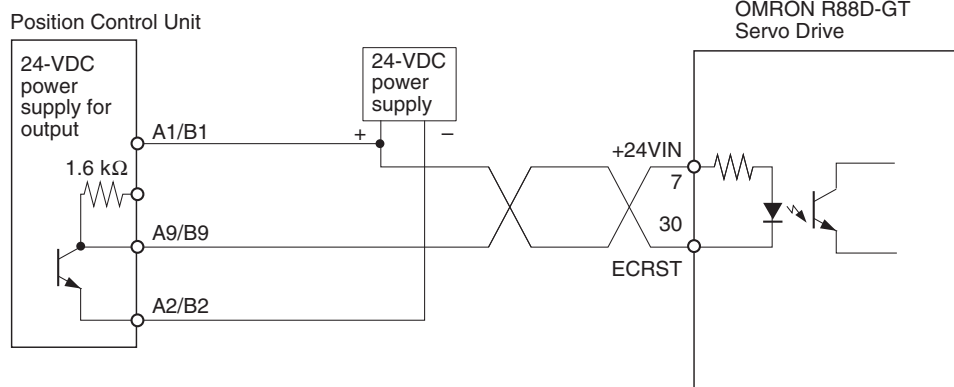 Position Control Unit
24-VDC
power
supply for
output
1.6 kΩ
A1/B1
A9/B9
A2/B2
24-VDC
power
supply
+
−
OMRON R88D-GT
Servo Drive
+24VIN
7
30
ECRST